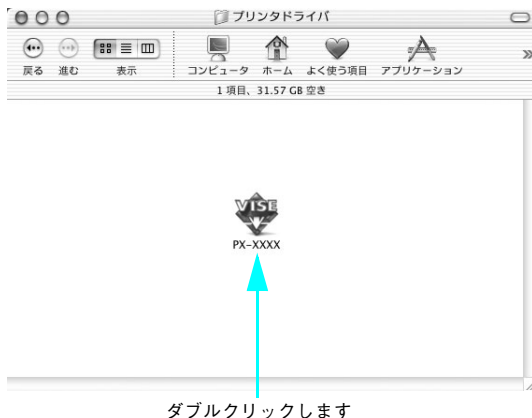 プリンタドライバ
戻る 進む 表示 コンピュータ ホーム よく使う項目 アプリケーション
1 項目、31.57 GB 空き
VISE
PX-XXXX
ダブルクリックします